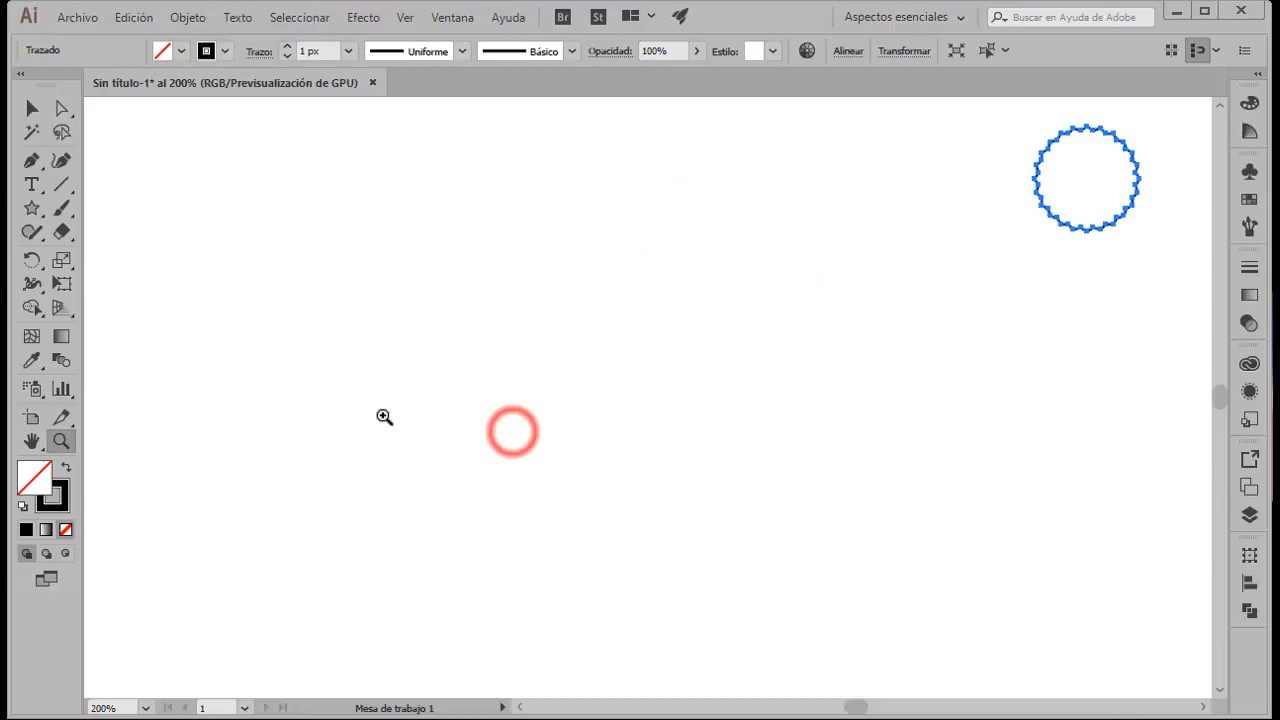 Ai Archivo Edición Objeto Texto Seleccionar Efecto Ver Ventana Ayuda Br St Aspectos esenciales Buscar en Ayuda de Adobe
Trazado Trazo: 1 px Uniforme Básico Opacidad: 100% Estilo: Alinear Transformar
Sin título-1* al 200% (RGB/Previsualización de GPU)
200% 1 Mesa de trabajo 1